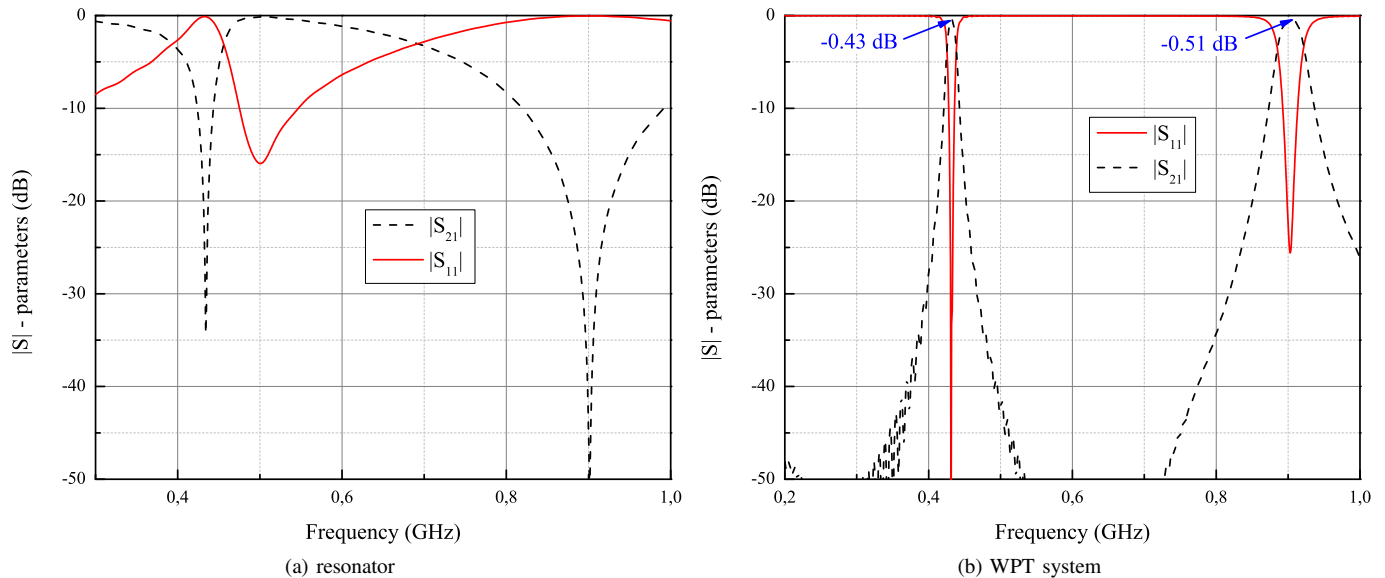 0
-10
-20
-30
-40
-50
|S| - parameters (dB)
|S21|
|S11|
0,4
0,6
0,8
1,0
Frequency (GHz)
(a) resonator
0
-10
-20
-30
-40
-50
|S| - parameters (dB)
-0.43 dB
-0.51 dB
|S11|
|S21|
0,2
0,4
0,6
0,8
1,0
Frequency (GHz)
(b) WPT system